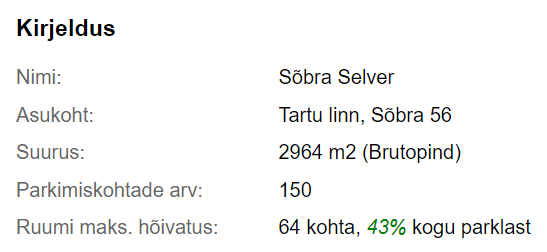 Kirjeldus
Nimi: Sõbra Selver
Asukoht: Tartu linn, Sõbra 56
Suurus: 2964 m2 (Brutopind)
Parkimiskohtade arv: 150
Ruumi maks. hõivatus: 64 kohta, 43% kogu parklast